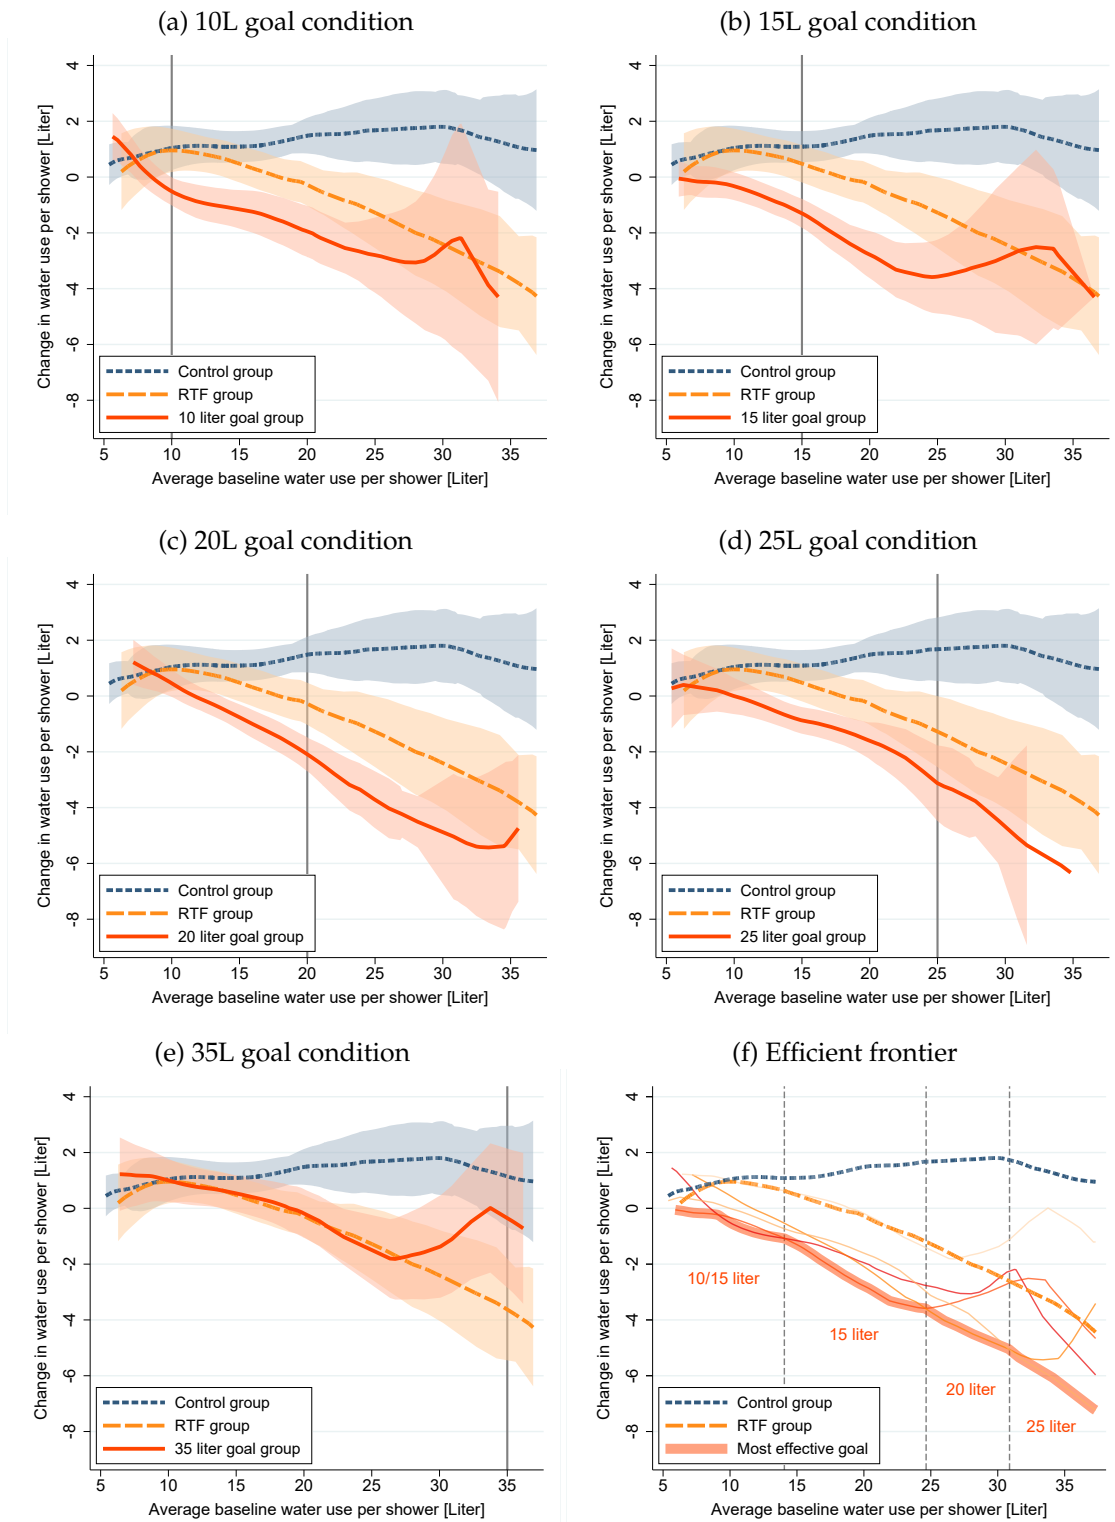 (a) 10L goal condition
Change in water use per shower [Liter]
4
2
0
-2
-4
-6
-8
Control group
RTF group
10 liter goal group
5 10 15 20 25 30 35
Average baseline water use per shower [Liter]
(b) 15L goal condition
Change in water use per shower [Liter]
4
2
0
-2
-4
-6
-8
Control group
RTF group
15 liter goal group
5 10 15 20 25 30 35
Average baseline water use per shower [Liter]
(c) 20L goal condition
Change in water use per shower [Liter]
4
2
0
-2
-4
-6
-8
Control group
RTF group
20 liter goal group
5 10 15 20 25 30 35
Average baseline water use per shower [Liter]
(d) 25L goal condition
Change in water use per shower [Liter]
4
2
0
-2
-4
-6
-8
Control group
RTF group
25 liter goal group
5 10 15 20 25 30 35
Average baseline water use per shower [Liter]
(e) 35L goal condition
Change in water use per shower [Liter]
4
2
0
-2
-4
-6
-8
Control group
RTF group
35 liter goal group
5 10 15 20 25 30 35
Average baseline water use per shower [Liter]
(f) Efficient frontier
Change in water use per shower [Liter]
4
2
0
-2
-4
-6
-8
10/15 liter
15 liter
20 liter
25 liter
Control group
RTF group
Most effective goal
5 10 15 20 25 30 35
Average baseline water use per shower [Liter]